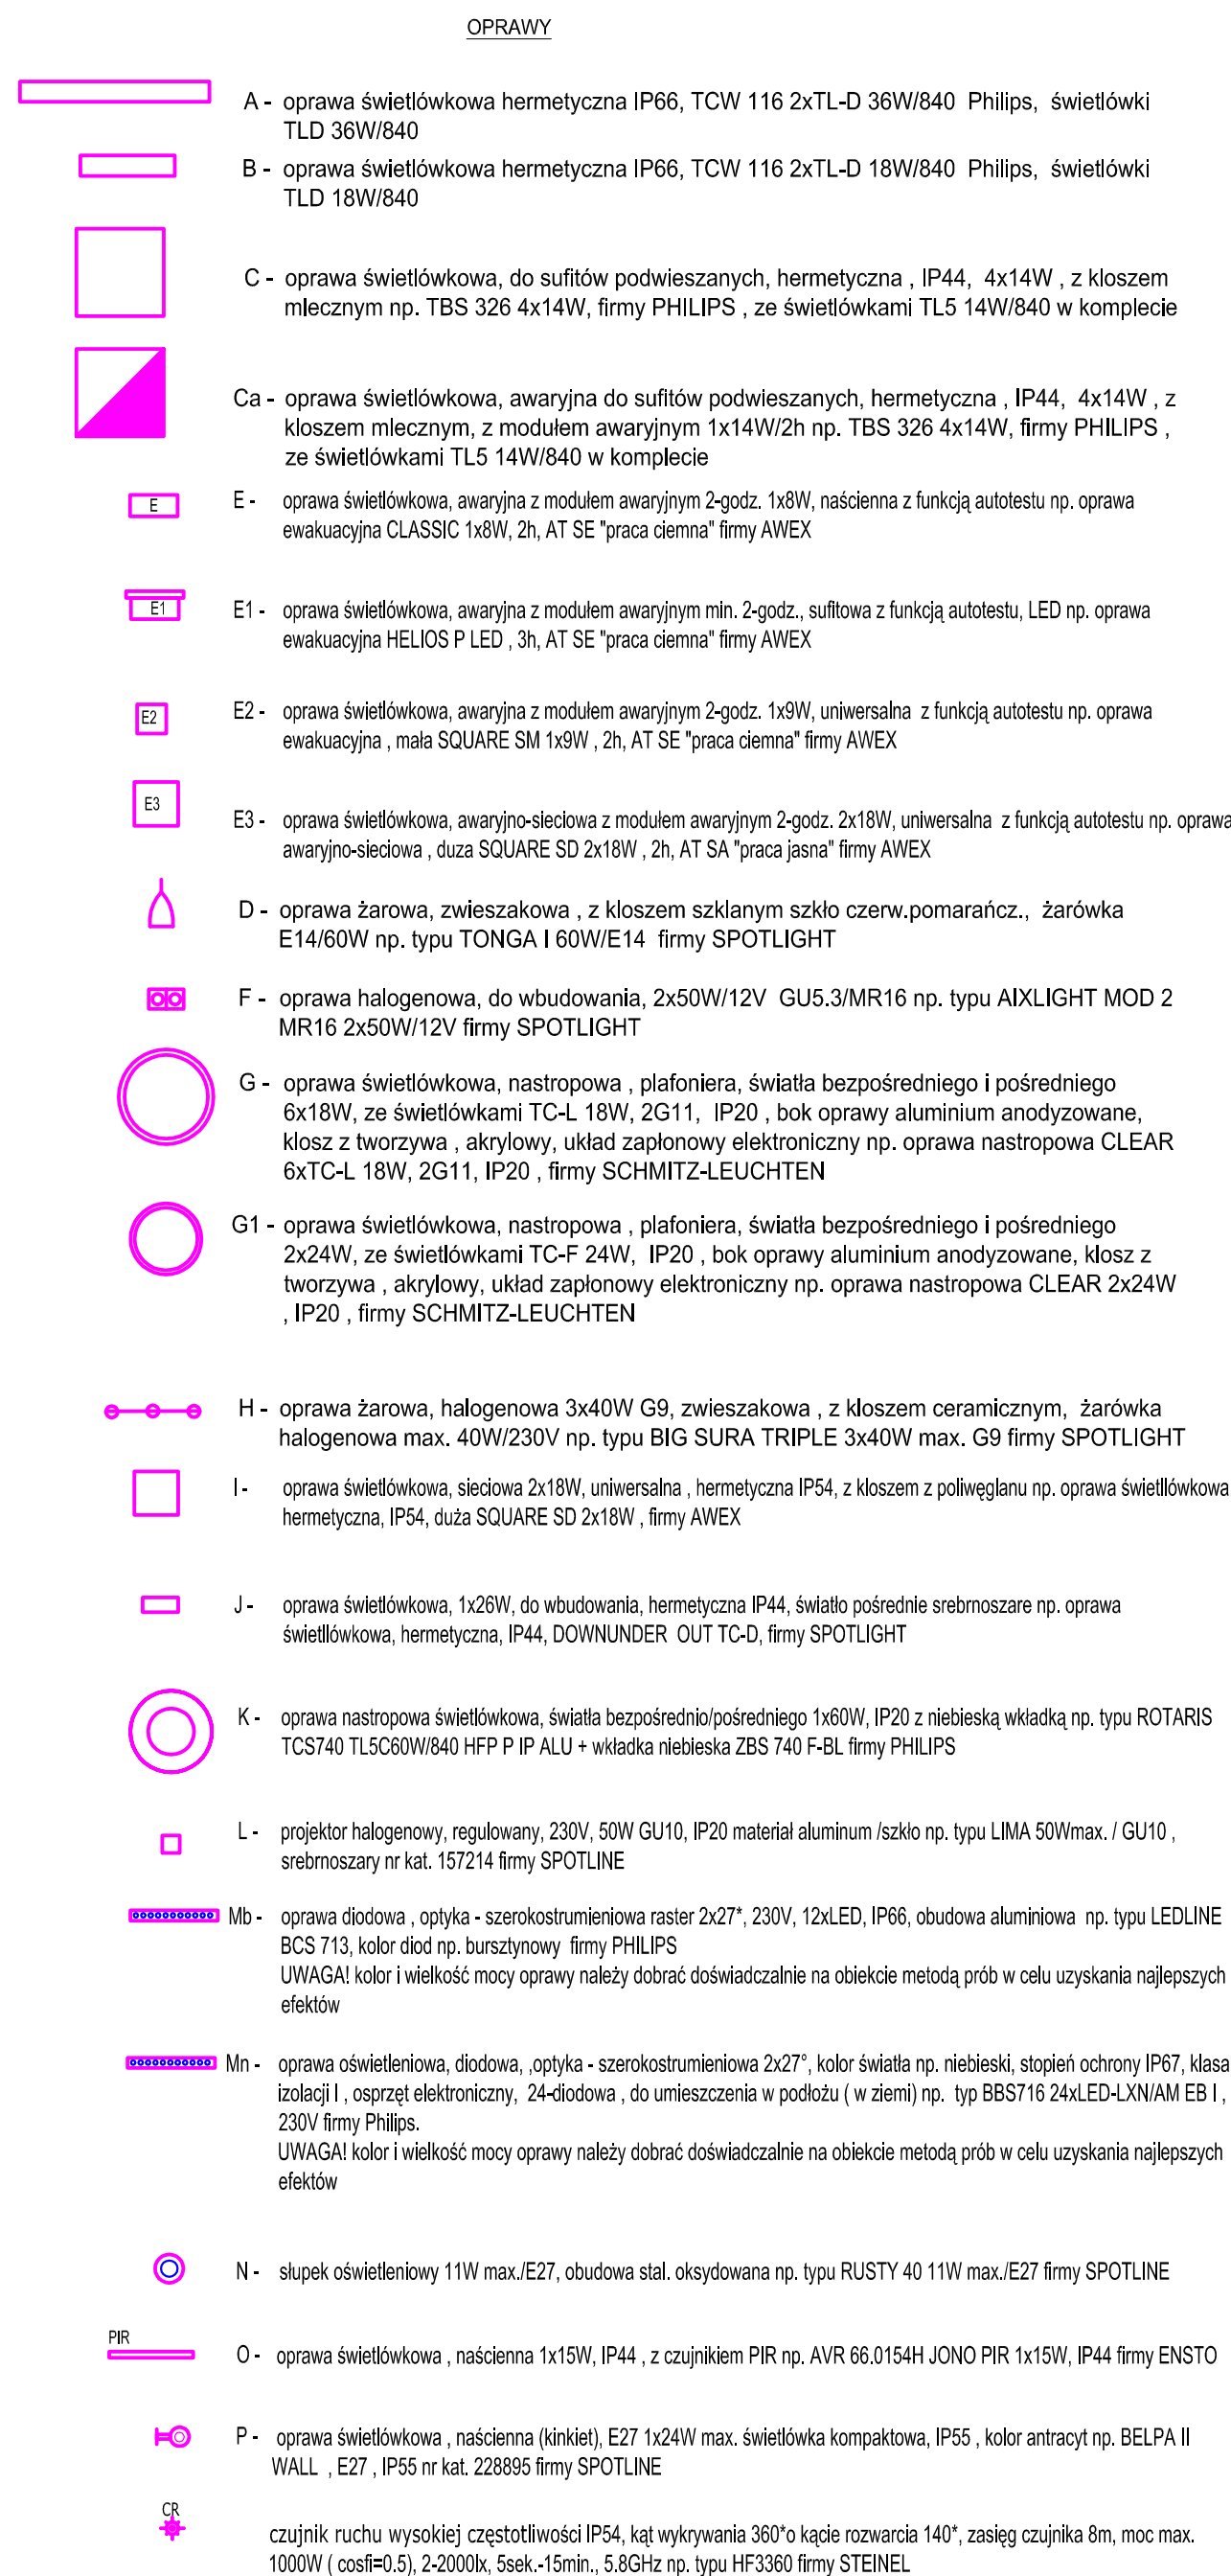 OPRAWY
A - oprawa świetlówkowa hermetyczna IP66, TCW 116 2xTL-D 36W/840 Philips, świetlówki
TLD 36W/840
B - oprawa świetlówkowa hermetyczna IP66, TCW 116 2xTL-D 18W/840 Philips, świetlówki
TLD 18W/840
C - oprawa świetlówkowa, do sufitów podwieszanych, hermetyczna , IP44, 4x14W , z kloszem
mlecznym np. TBS 326 4x14W, firmy PHILIPS , ze świetlówkami TL5 14W/840 w komplecie
Ca - oprawa świetlówkowa, awaryjna do sufitów podwieszanych, hermetyczna , IP44, 4x14W , z
kloszem mlecznym, z modułem awaryjnym 1x14W/2h np. TBS 326 4x14W, firmy PHILIPS ,
ze świetlówkami TL5 14W/840 w komplecie
E E - oprawa świetlówkowa, awaryjna z modułem awaryjnym 2-godz. 1x8W, naścienna z funkcją autotestu np. oprawa
ewakuacyjna CLASSIC 1x8W, 2h, AT SE "praca ciemna" firmy AWEX
E1 E1 - oprawa świetlówkowa, awaryjna z modułem awaryjnym min. 2-godz., sufitowa z funkcją autotestu, LED np. oprawa
ewakuacyjna HELIOS P LED , 3h, AT SE "praca ciemna" firmy AWEX
E2 E2 - oprawa świetlówkowa, awaryjna z modułem awaryjnym 2-godz. 1x9W, uniwersalna z funkcją autotestu np. oprawa
ewakuacyjna , mała SQUARE SM 1x9W , 2h, AT SE "praca ciemna" firmy AWEX
E3 E3 - oprawa świetlówkowa, awaryjno-sieciowa z modułem awaryjnym 2-godz. 2x18W, uniwersalna z funkcją autotestu np. oprawa
awaryjno-sieciowa , duza SQUARE SD 2x18W , 2h, AT SA "praca jasna" firmy AWEX
D - oprawa żarowa, zwieszakowa , z kloszem szklanym szkło czerw.pomarańcz., żarówka
E14/60W np. typu TONGA I 60W/E14 firmy SPOTLIGHT
F - oprawa halogenowa, do wbudowania, 2x50W/12V GU5.3/MR16 np. typu AIXLIGHT MOD 2
MR16 2x50W/12V firmy SPOTLIGHT
G - oprawa świetlówkowa, nastropowa , plafoniera, światła bezpośredniego i pośredniego
6x18W, ze świetlówkami TC-L 18W, 2G11, IP20 , bok oprawy aluminium anodyzowane,
klosz z tworzywa , akrylowy, układ zapłonowy elektroniczny np. oprawa nastropowa CLEAR
6xTC-L 18W, 2G11, IP20 , firmy SCHMITZ-LEUCHTEN
G1 - oprawa świetlówkowa, nastropowa , plafoniera, światła bezpośredniego i pośredniego
2x24W, ze świetlówkami TC-F 24W, IP20 , bok oprawy aluminium anodyzowane, klosz z
tworzywa , akrylowy, układ zapłonowy elektroniczny np. oprawa nastropowa CLEAR 2x24W
, IP20 , firmy SCHMITZ-LEUCHTEN
H - oprawa żarowa, halogenowa 3x40W G9, zwieszakowa , z kloszem ceramicznym, żarówka
halogenowa max. 40W/230V np. typu BIG SURA TRIPLE 3x40W max. G9 firmy SPOTLIGHT
I - oprawa świetlówkowa, sieciowa 2x18W, uniwersalna , hermetyczna IP54, z kloszem z poliwęglanu np. oprawa świetllówkowa
hermetyczna, IP54, duża SQUARE SD 2x18W , firmy AWEX
J - oprawa świetlówkowa, 1x26W, do wbudowania, hermetyczna IP44, światło pośrednie srebrnoszare np. oprawa
świetllówkowa, hermetyczna, IP44, DOWNUNDER OUT TC-D, firmy SPOTLIGHT
K - oprawa nastropowa świetlówkowa, światła bezpośrednio/pośredniego 1x60W, IP20 z niebieską wkładką np. typu ROTARIS
TCS740 TL5C60W/840 HFP P IP ALU + wkładka niebieska ZBS 740 F-BL firmy PHILIPS
L - projektor halogenowy, regulowany, 230V, 50W GU10, IP20 materiał aluminum /szkło np. typu LIMA 50Wmax. / GU10 ,
srebrnoszary nr kat. 157214 firmy SPOTLINE
Mb - oprawa diodowa , optyka - szerokostrumieniowa raster 2x27*, 230V, 12xLED, IP66, obudowa aluminiowa np. typu LEDLINE
BCS 713, kolor diod np. bursztynowy firmy PHILIPS
UWAGA! kolor i wielkość mocy oprawy należy dobrać doświadczalnie na obiekcie metodą prób w celu uzyskania najlepszych
efektów
Mn - oprawa oświetleniowa, diodowa, ,optyka - szerokostrumieniowa 2x27°, kolor światła np. niebieski, stopień ochrony IP67, klasa
izolacji I , osprzęt elektroniczny, 24-diodowa , do umieszczenia w podłożu ( w ziemi) np. typ BBS716 24xLED-LXN/AM EB I ,
230V firmy Philips.
UWAGA! kolor i wielkość mocy oprawy należy dobrać doświadczalnie na obiekcie metodą prób w celu uzyskania najlepszych
efektów
N - słupek oświetleniowy 11W max./E27, obudowa stal. oksydowana np. typu RUSTY 40 11W max./E27 firmy SPOTLINE
PIR
O - oprawa świetlówkowa , naścienna 1x15W, IP44 , z czujnikiem PIR np. AVR 66.0154H JONO PIR 1x15W, IP44 firmy ENSTO
P - oprawa świetlówkowa , naścienna (kinkiet), E27 1x24W max. świetlówka kompaktowa, IP55 , kolor antracyt np. BELPA II
WALL , E27 , IP55 nr kat. 228895 firmy SPOTLINE
CR
czujnik ruchu wysokiej częstotliwości IP54, kąt wykrywania 360*o kącie rozwarcia 140*, zasięg czujnika 8m, moc max.
1000W ( cosfi=0.5), 2-2000lx, 5sek.-15min., 5.8GHz np. typu HF3360 firmy STEINEL